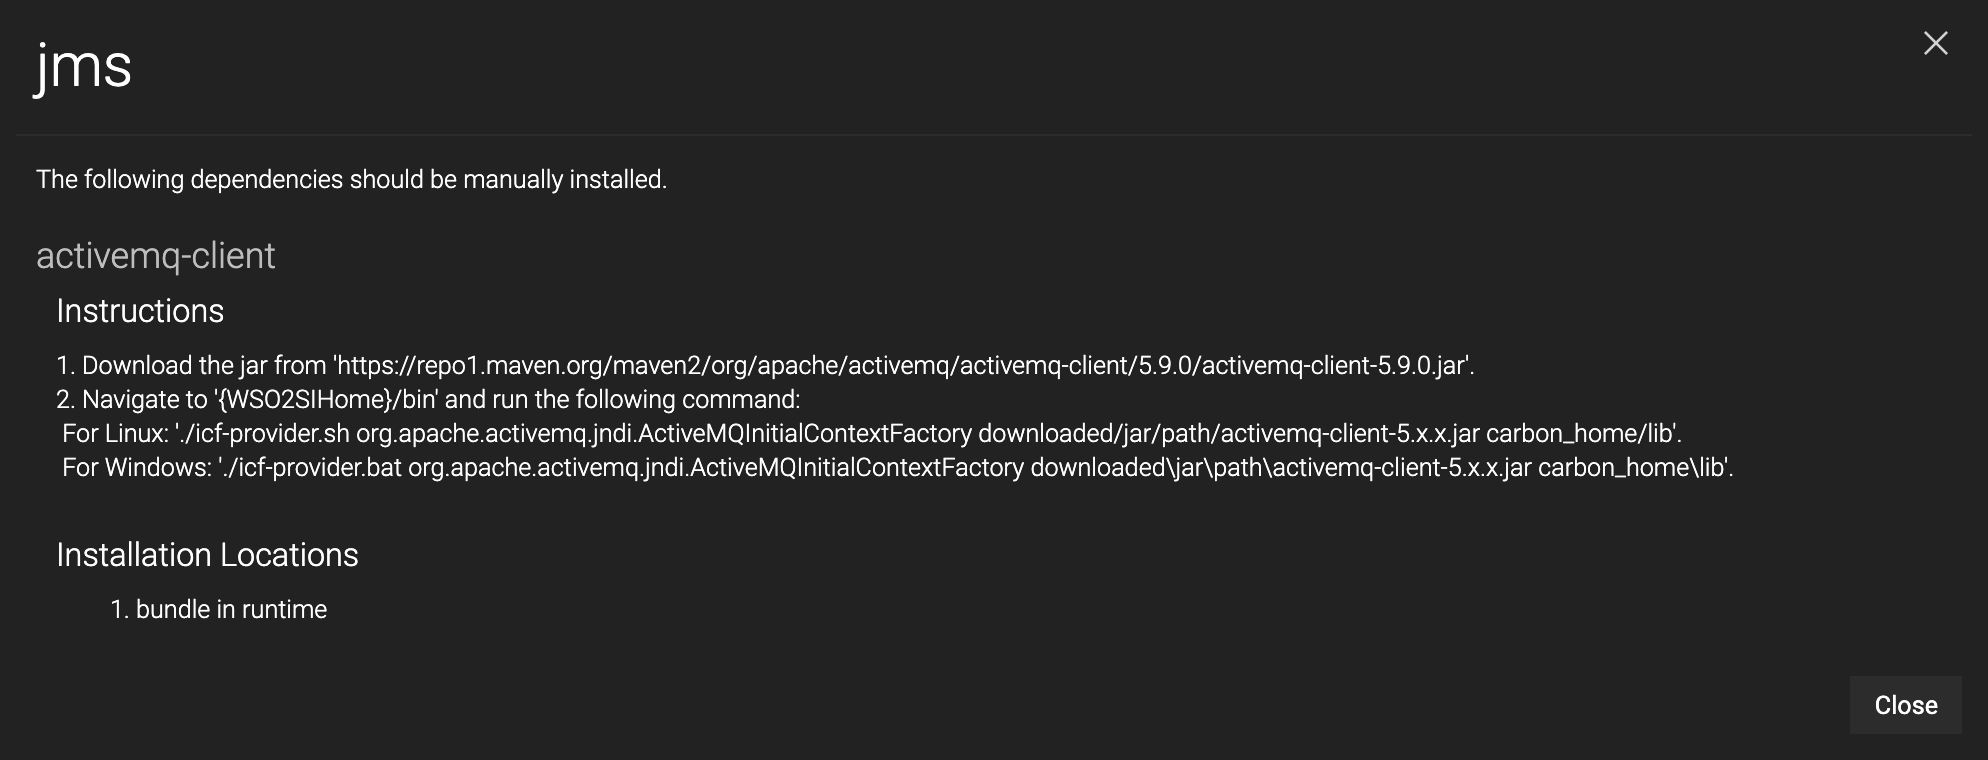 jms
The following dependencies should be manually installed.
activemq-client
Instructions
1. Download the jar from 'https://repo1.maven.org/maven2/org/apache/activemq/activemq-client/5.9.0/activemq-client-5.9.0.jar'.
2. Navigate to '{WSO2SIHome}/bin' and run the following command:
For Linux: './icf-provider.sh org.apache.activemq.jndi.ActiveMQInitialContextFactory downloaded/jar/path/activemq-client-5.x.x.jar carbon_home/lib'.
For Windows: './icf-provider.bat org.apache.activemq.jndi.ActiveMQInitialContextFactory downloaded\jar\path\activemq-client-5.x.x.jar carbon_home\lib'.
Installation Locations
1. bundle in runtime
Close